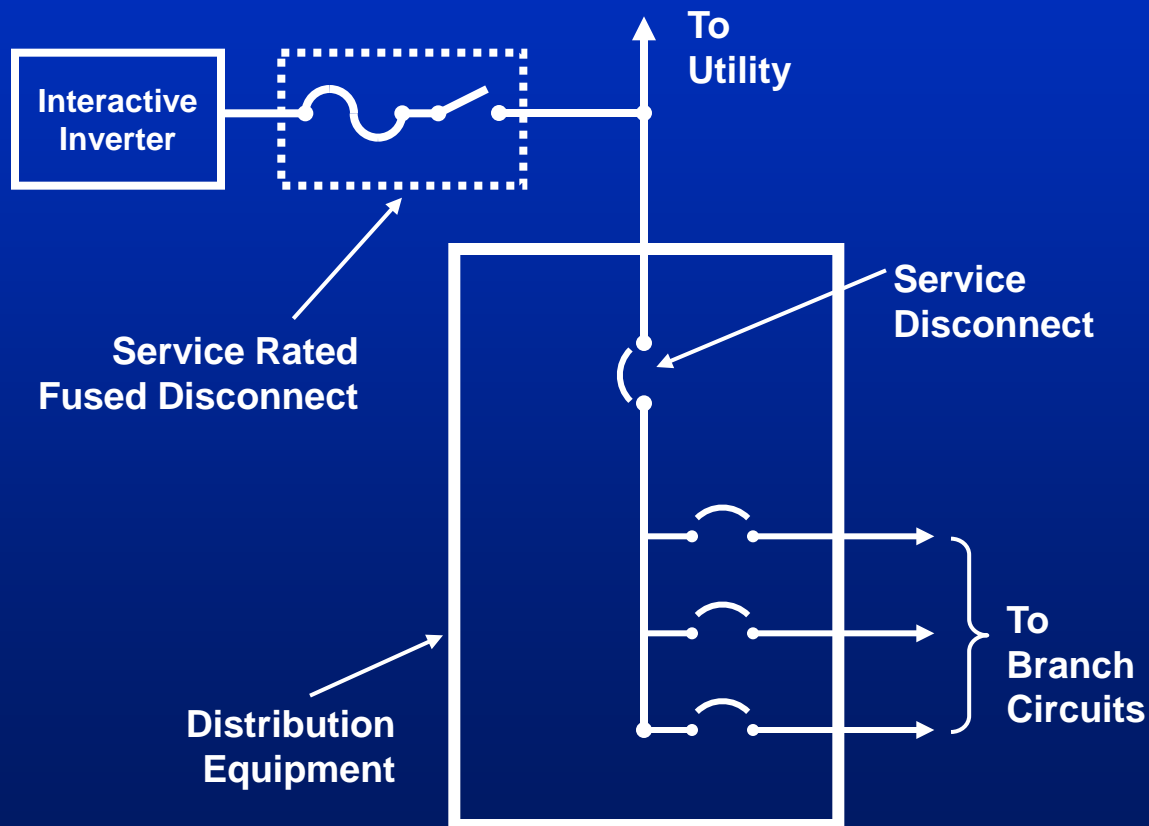 To
Utility
Interactive
Inverter
Service
Disconnect
Service Rated
Fused Disconnect
To
Branch
Circuits
Distribution
Equipment